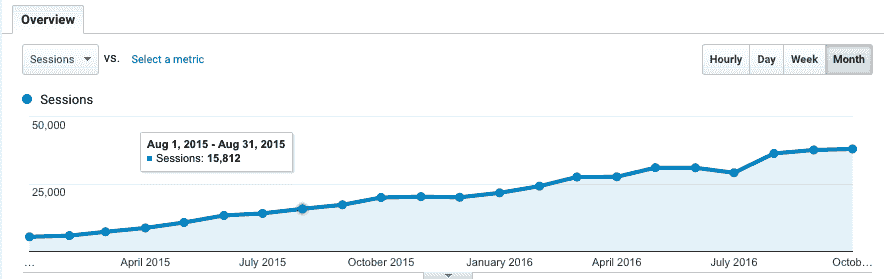 Overview
Sessions VS. Select a metric Hourly Day Week Month
Sessions
50,000
Aug 1, 2015 - Aug 31, 2015
Sessions: 15,812
25,000
... April 2015 July 2015 October 2015 January 2016 April 2016 July 2016 Octob...